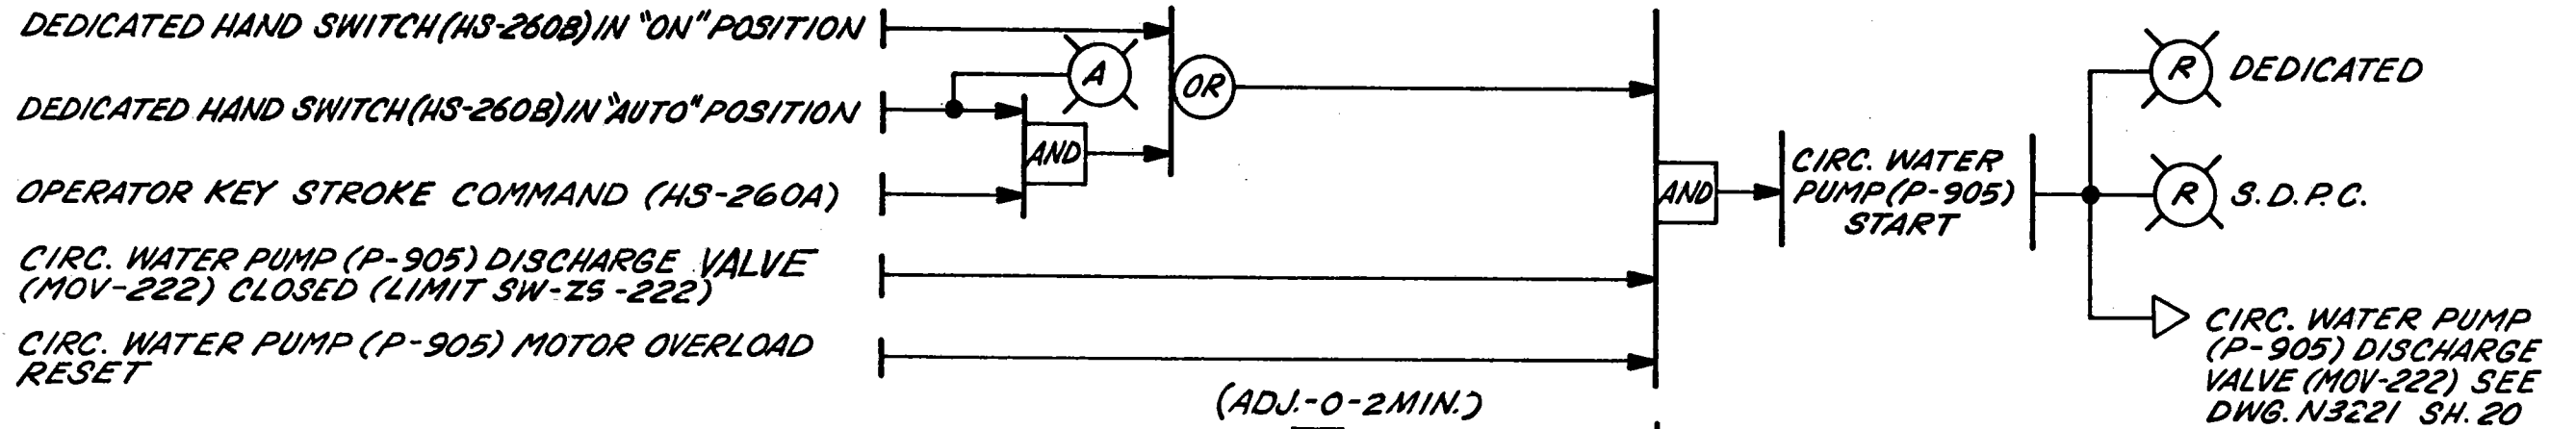 DEDICATED HAND SWITCH (HS-260B) IN "ON" POSITION
A
OR
DEDICATED HAND SWITCH (HS-260B) IN "AUTO" POSITION
AND
OPERATOR KEY STROKE COMMAND (HS-260A)
CIRC. WATER PUMP (P-905) DISCHARGE VALVE
(MOV-222) CLOSED (LIMIT SW-ZS-222)
CIRC. WATER PUMP (P-905) MOTOR OVERLOAD
RESET
(ADJ.-0-2MIN.)
AND
CIRC. WATER
PUMP (P-905)
START
R DEDICATED
R S.D.P.C.
CIRC. WATER PUMP
(P-905) DISCHARGE
VALVE (MOV-222) SEE
DWG. N3221 SH. 20